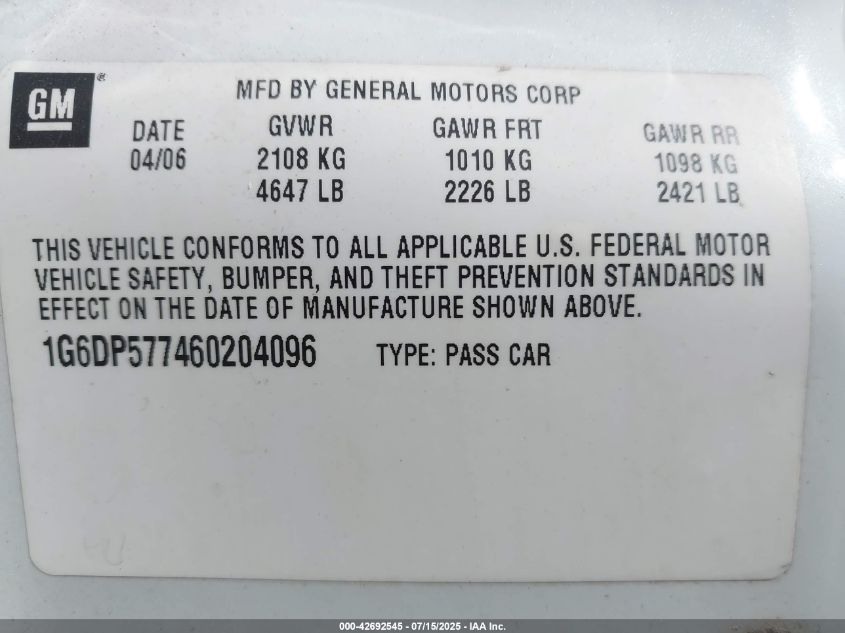 GM®
MFD BY GENERAL MOTORS CORP
DATE GVWR GAWR FRT GAWR RR
04/06 2108 KG 1010 KG 1098 KG
4647 LB 2226 LB 2421 LB
THIS VEHICLE CONFORMS TO ALL APPLICABLE U.S. FEDERAL MOTOR
VEHICLE SAFETY, BUMPER, AND THEFT PREVENTION STANDARDS IN
EFFECT ON THE DATE OF MANUFACTURE SHOWN ABOVE.
1G6DP577460204096 TYPE: PASS CAR
000-42692545 - 07/15/2025 - IAA Inc.